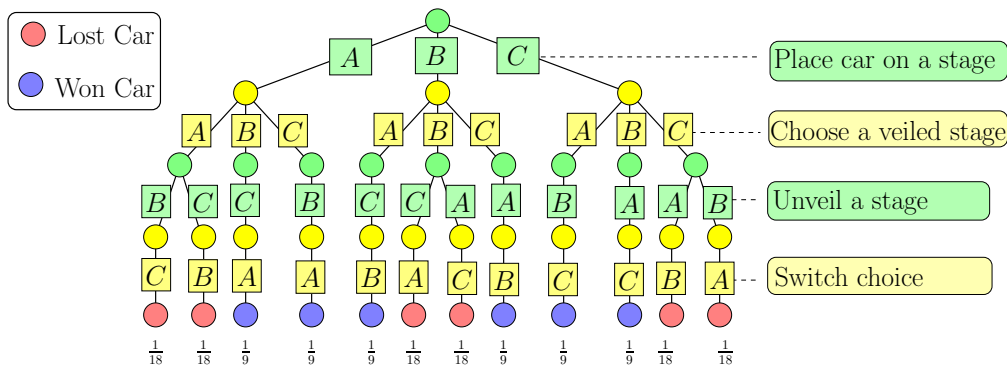 Lost Car
Won Car
A B C
Place car on a stage
A B C A B C A B C
Choose a veiled stage
B C C B C C A A B A A B
Unveil a stage
C B A A B A C B C C B A
Switch choice
1/18 1/18 1/9 1/9 1/9 1/18 1/18 1/9 1/9 1/9 1/18 1/18